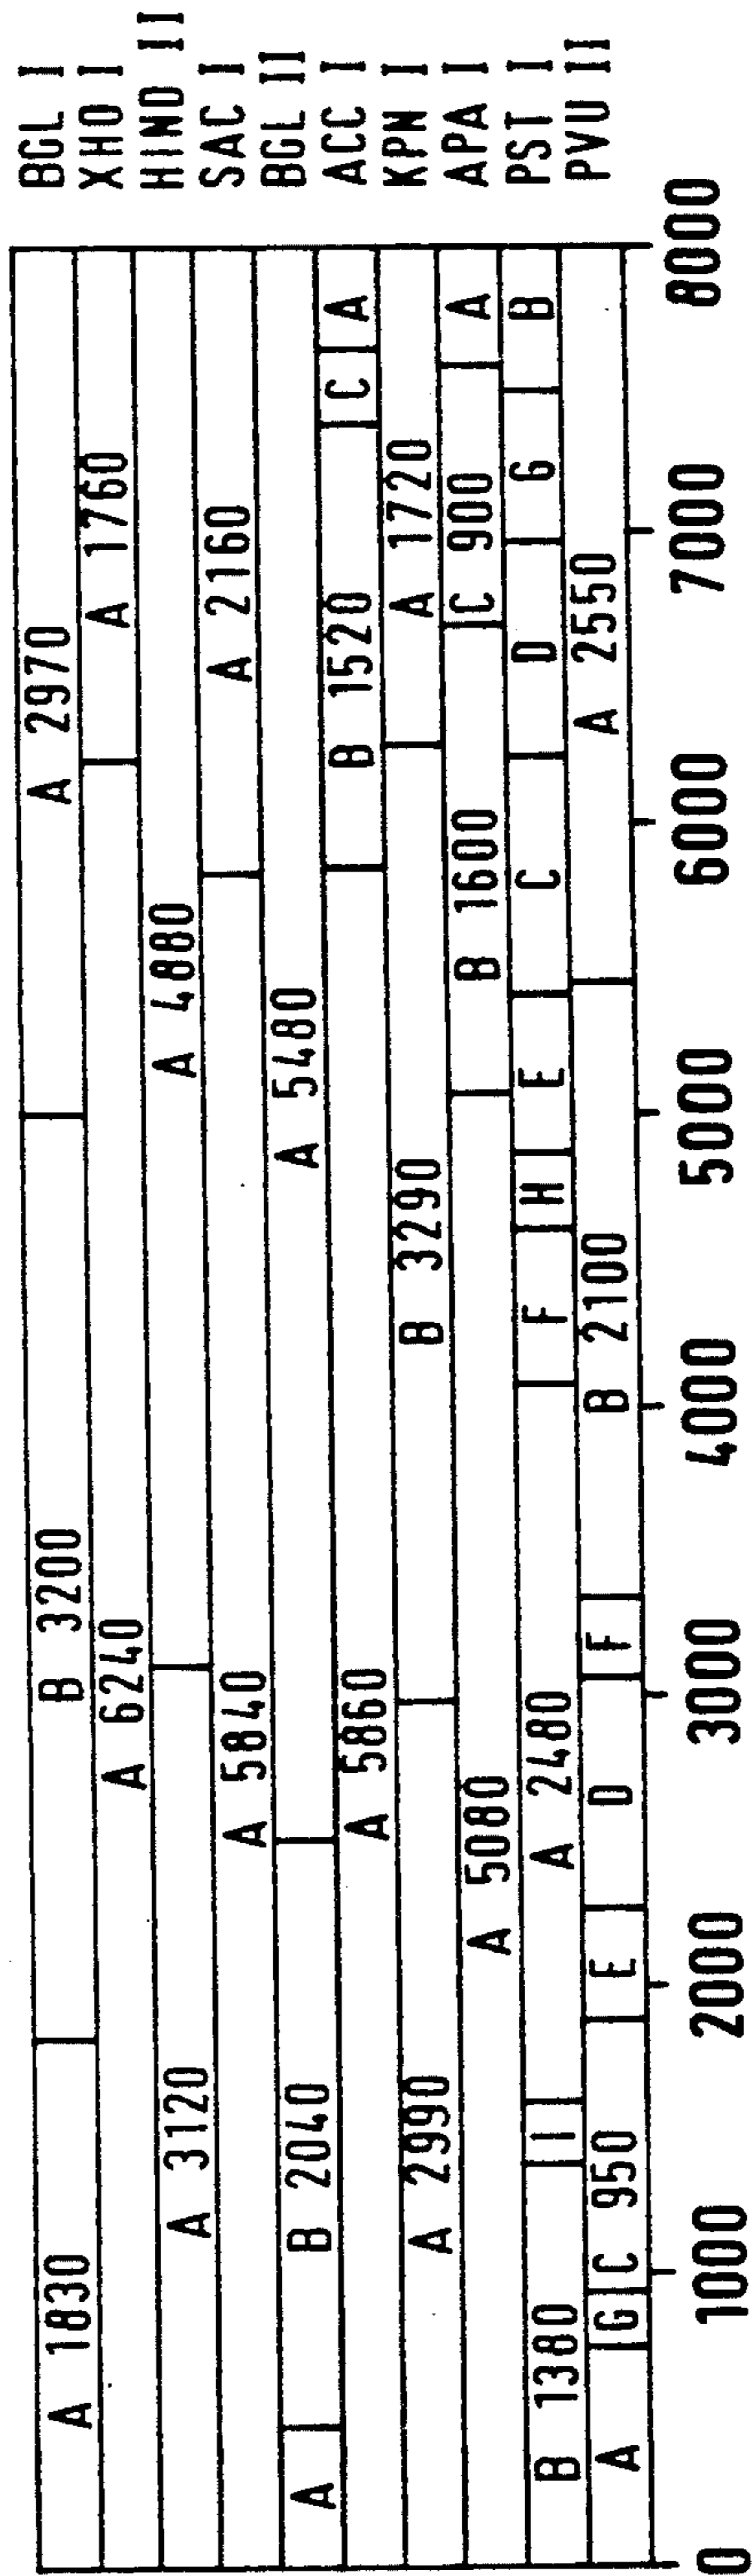 A 1830 B 3200 A 2970 BGL I
A 6240 A 1760 XHO I
A 3120 A 4880 HIND II
A 5840 A 2160 SAC I
A B 2040 A 5480 BGL II
A 5860 B 1520 C A ACC I
A 2990 B 3290 A 1720 KPN I
A 5080 B 1600 C 900 A APA I
B 1380 I A 2480 F H E C D G B PST I
A G C 950 E D F B 2100 A 2550 PVU II
0 1000 2000 3000 4000 5000 6000 7000 8000